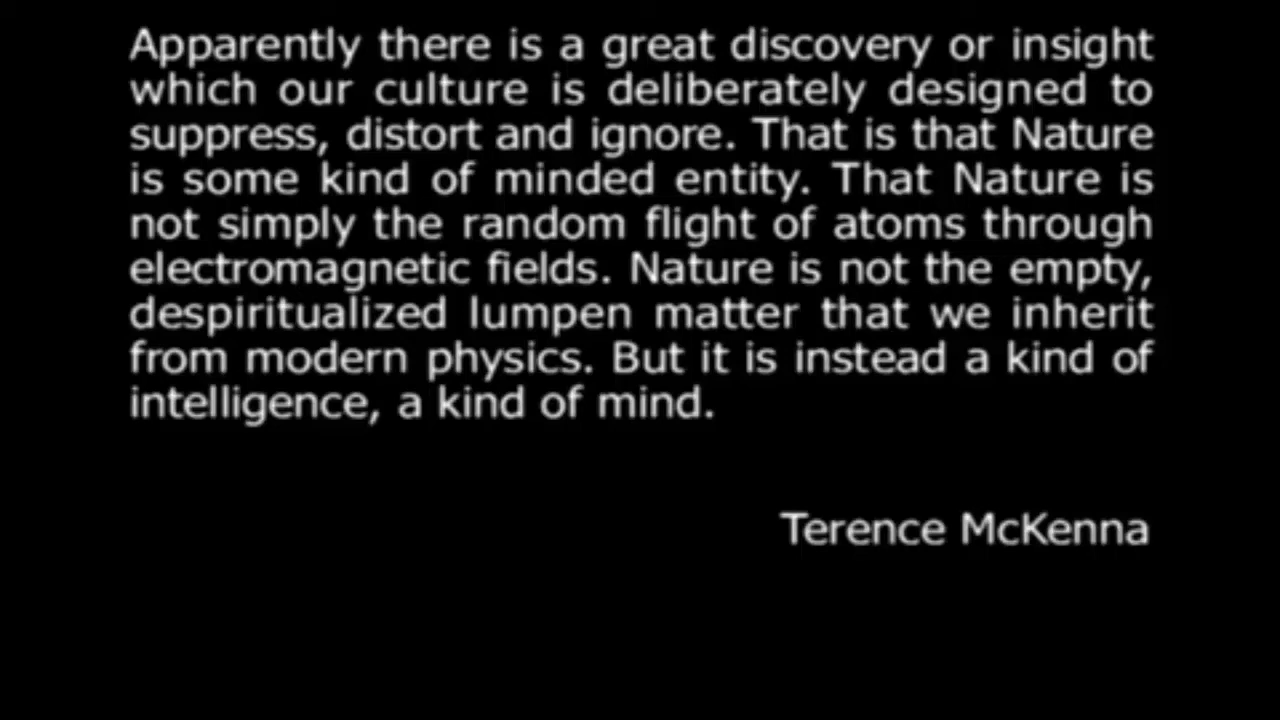 Apparently there is a great discovery or insight
which our culture is deliberately designed to
suppress, distort and ignore. That is that Nature
is some kind of minded entity. That Nature is
not simply the random flight of atoms through
electromagnetic fields. Nature is not the empty,
despiritualized lumpen matter that we inherit
from modern physics. But it is instead a kind of
intelligence, a kind of mind.
Terence McKenna